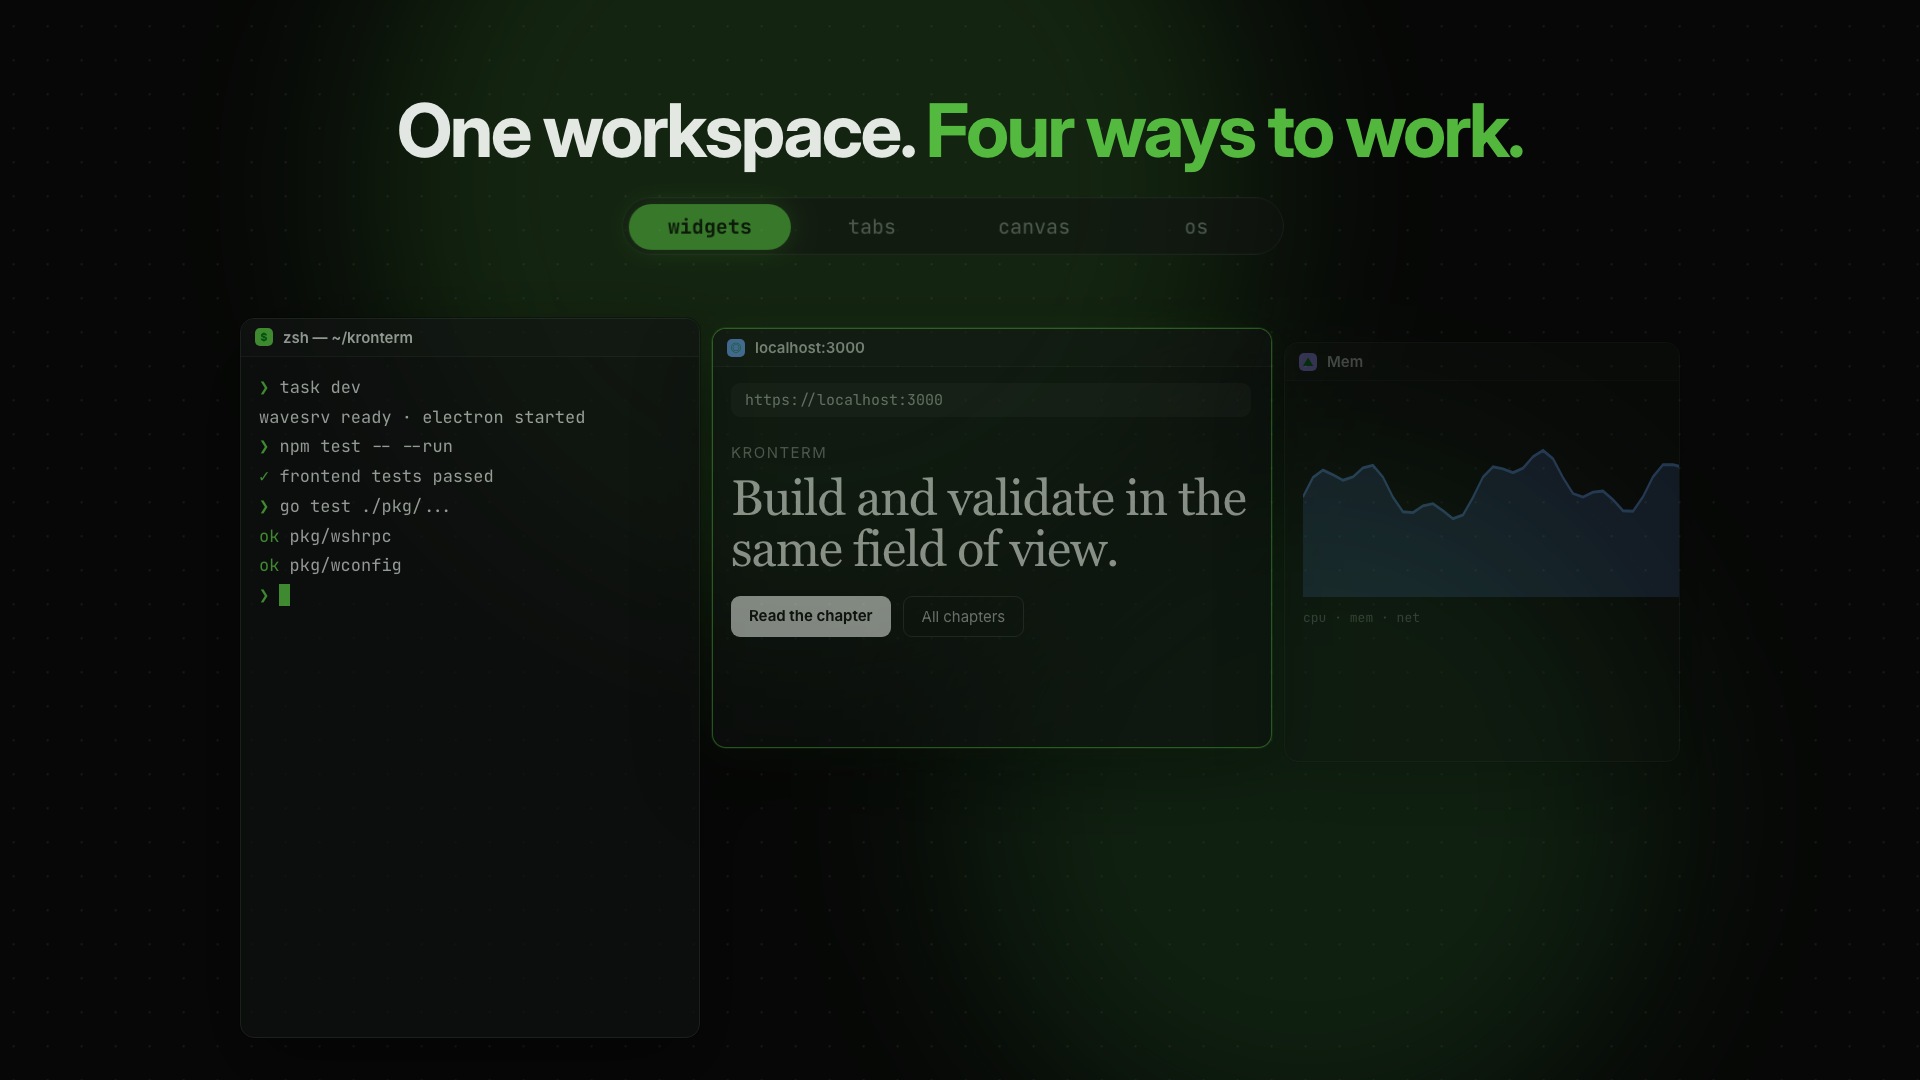 One workspace. Four ways to work.
widgets tabs canvas os
$ zsh — ~/kronterm
❯ task dev
wavesrv ready · electron started
❯ npm test -- --run
✓ frontend tests passed
❯ go test ./pkg/...
ok pkg/wshrpc
ok pkg/wconfig
❯
localhost:3000
https://localhost:3000
KRONTERM
Build and validate in the
same field of view.
Read the chapter All chapters
Mem
cpu · mem · net